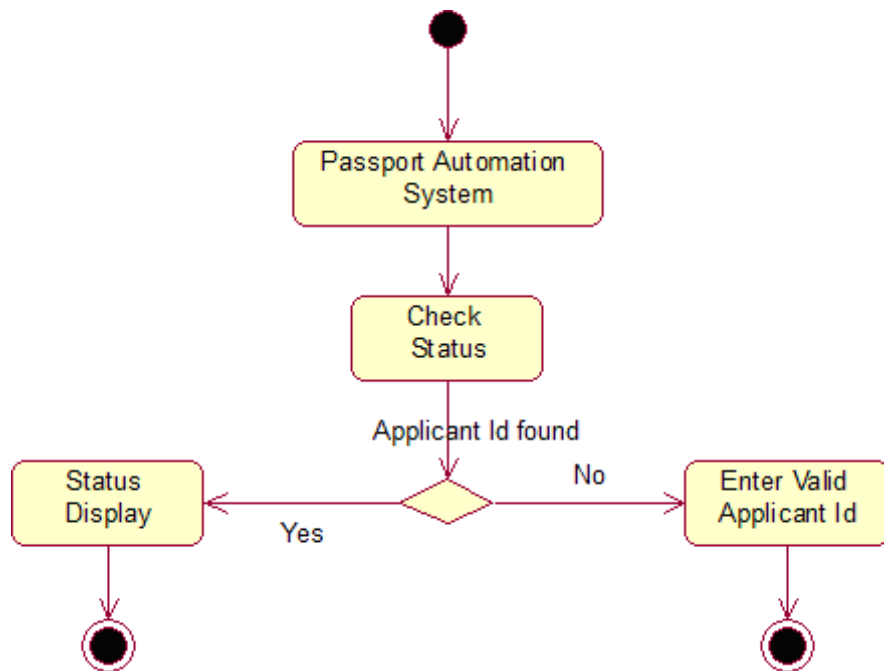 Passport Automation
System
Check
Status
Applicant Id found
Status
Display
Yes
No
Enter Valid
Applicant Id